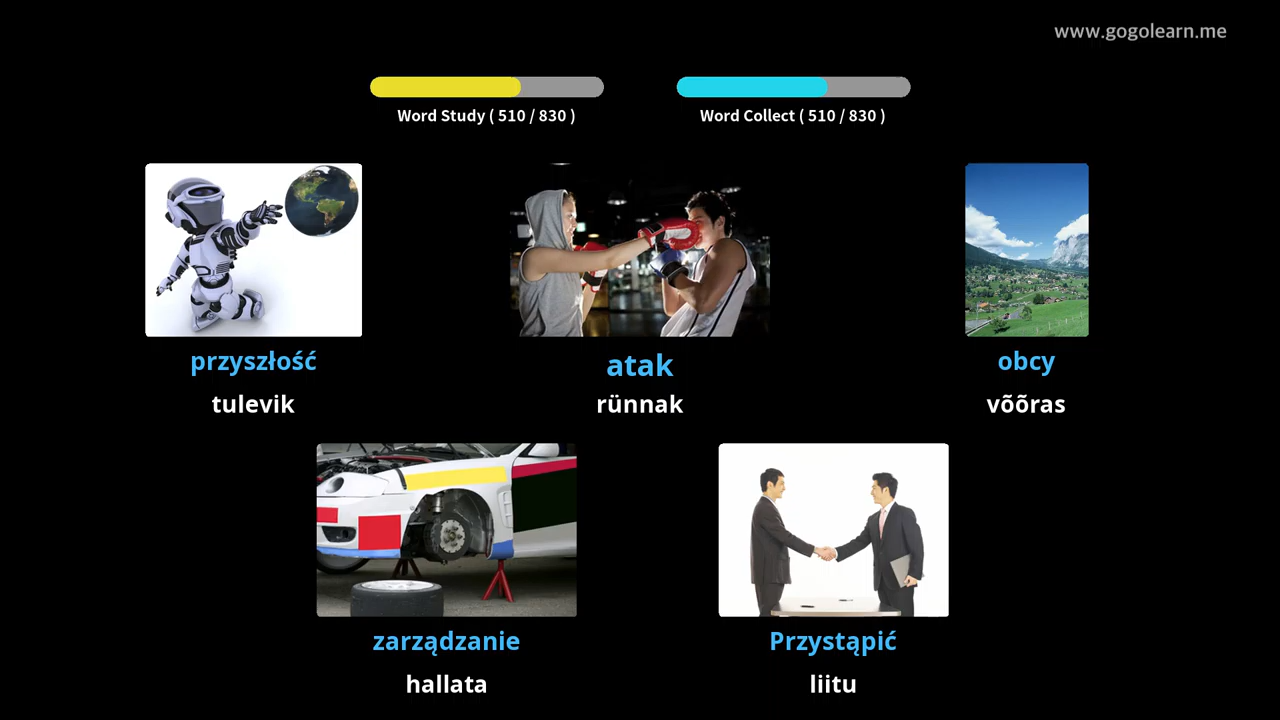 www.gogolearn.me
Word Study ( 510 / 830 )
Word Collect ( 510 / 830 )
przyszłość
atak
obcy
tulevik
rünnak
võõras
zarządzanie
Przystąpić
hallata
liitu